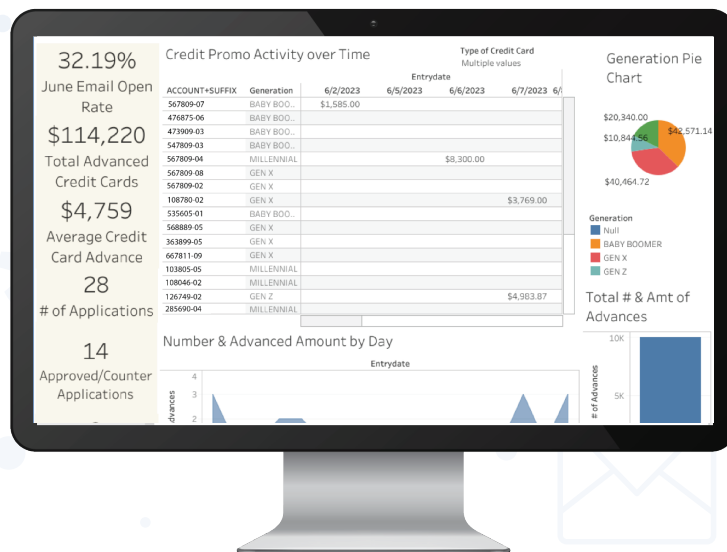 32.19%
June Email Open
Rate
$114,220
Total Advanced
Credit Cards
$4,759
Average Credit
Card Advance
28
# of Applications
14
Approved/Counter
Applications
Credit Promo Activity over Time
Type of Credit Card
Multiple values
Entrydate
ACCOUNT+SUFFIX Generation 6/2/2023 6/5/2023 6/6/2023 6/7/2023 6/
567809-07 BABY BOO.. $1,585.00
476875-06 BABY BOO..
473909-03 BABY BOO..
547809-03 BABY BOO..
567809-04 MILLENNIAL $8,300.00
567809-08 GEN X
567809-02 GEN X
108780-02 GEN X $3,769.00
535605-01 BABY BOO..
568889-05 GEN X
363899-05 GEN X
667811-09 GEN X
103805-05 MILLENNIAL
108046-02 MILLENNIAL
126749-02 GEN Z $4,983.87
285690-04 MILLENNIAL
Number & Advanced Amount by Day
Entrydate
4
3
2
Advances
Generation Pie
Chart
$20,340.00
$42,571.14
$10,844.56
$40,464.72
Generation
Null
BABY BOOMER
GEN X
GEN Z
Total # & Amt of
Advances
10K
5K
# of Advances